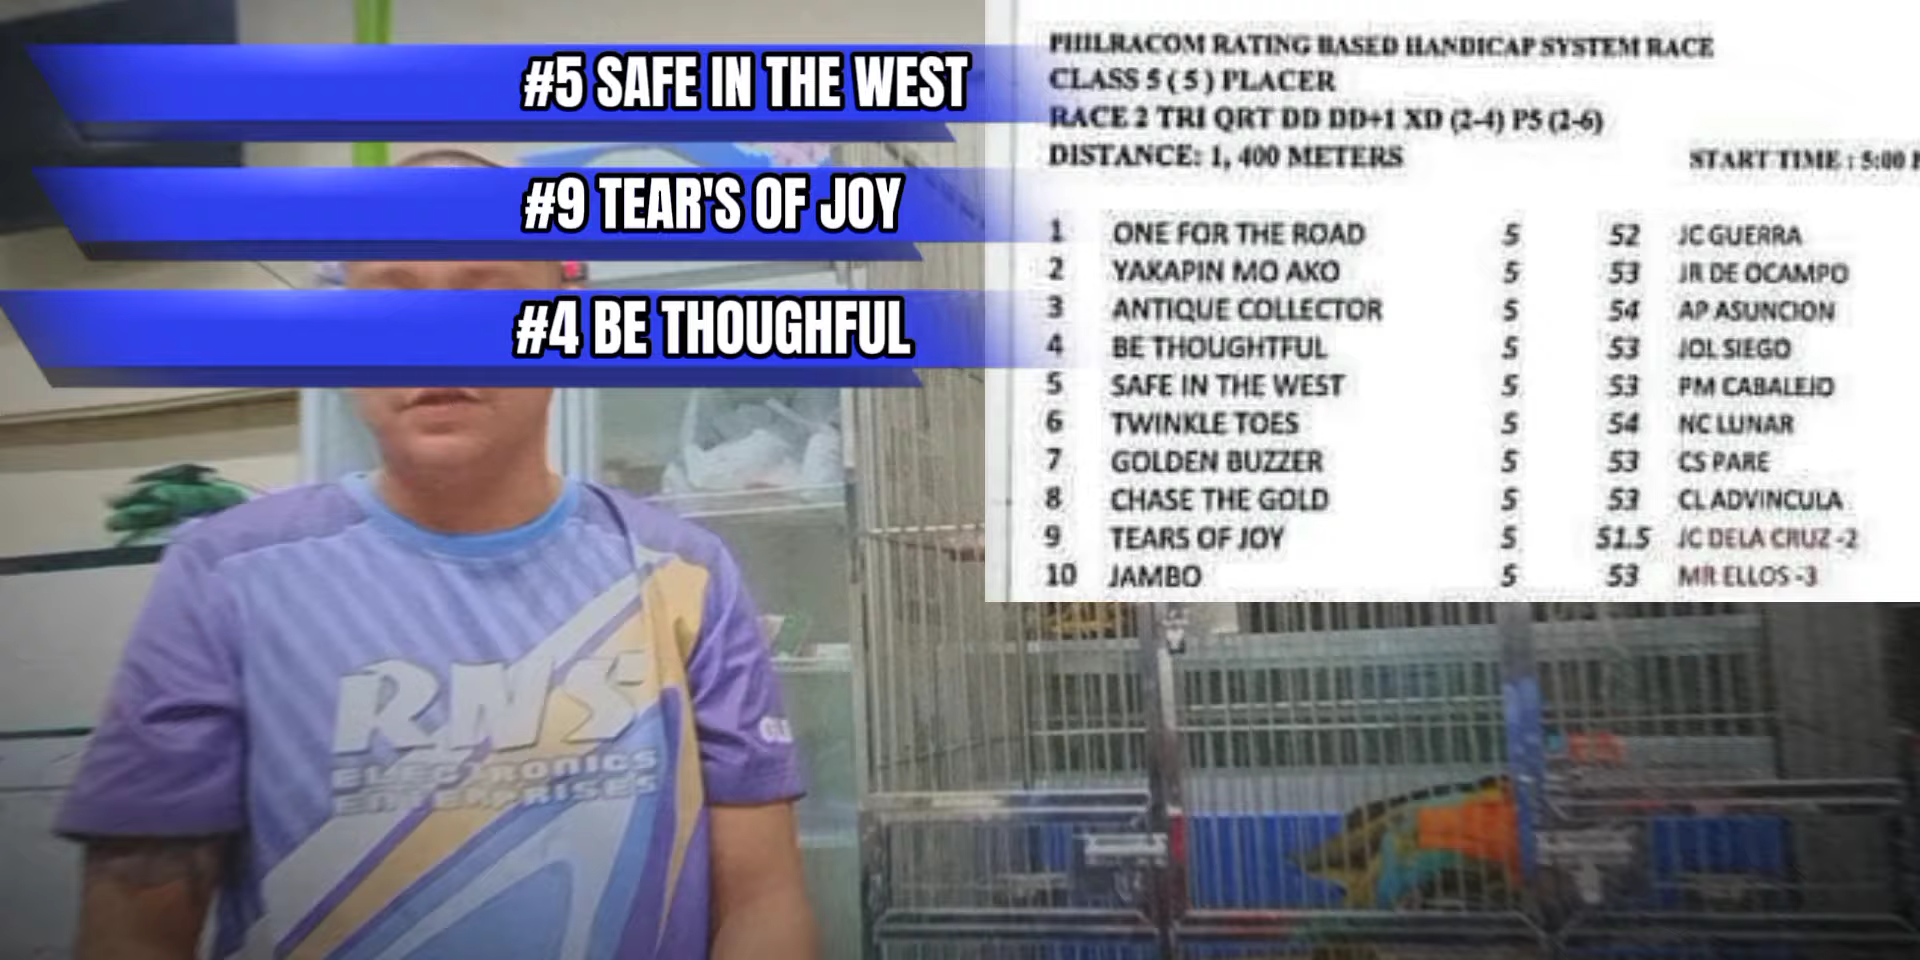 #5 SAFE IN THE WEST
#9 TEAR'S OF JOY
#4 BE THOUGHFUL
PHILRACOM RATING BASED HANDICAP SYSTEM RACE
CLASS 5 ( 5 ) PLACER
RACE 2 TRI QRT DD DD+1 XD (2-4) P5 (2-6)
DISTANCE: 1, 400 METERS START TIME : 5:00
1 ONE FOR THE ROAD 5 52 JC GUERRA
2 YAKAPIN MO AKO 5 53 JR DE OCAMPO
3 ANTIQUE COLLECTOR 5 54 AP ASUNCION
4 BE THOUGHTFUL 5 53 JOL SIEGO
5 SAFE IN THE WEST 5 53 PM CABALEJO
6 TWINKLE TOES 5 54 NC LUNAR
7 GOLDEN BUZZER 5 53 CS PARE
8 CHASE THE GOLD 5 53 CL ADVINCULA
9 TEARS OF JOY 5 51.5 JC DELA CRUZ -2
10 JAMBO 5 53 MR ELLOS -3
RNS
ELECTRONICS
ENTERPRISES